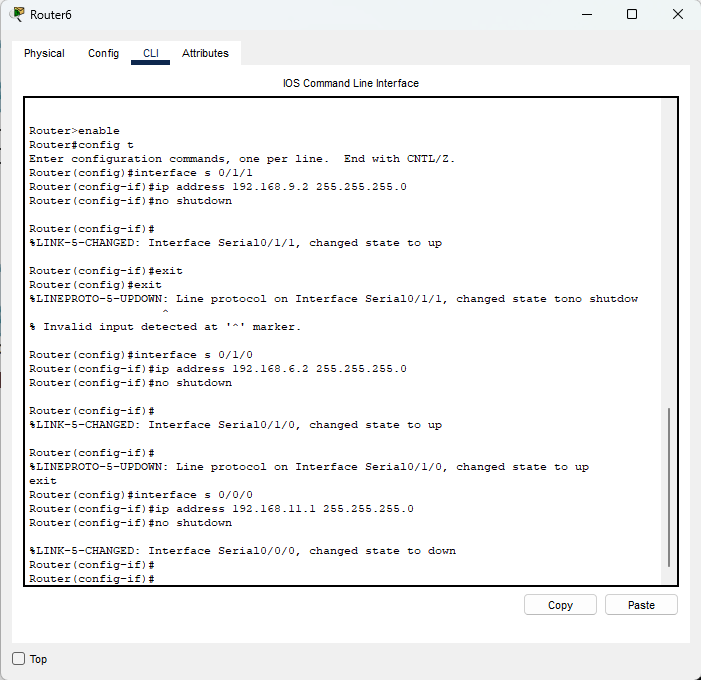 Router6
Physical Config CLI Attributes
IOS Command Line Interface
Router>enable
Router#config t
Enter configuration commands, one per line.  End with CNTL/Z.
Router(config)#interface s 0/1/1
Router(config-if)#ip address 192.168.9.2 255.255.255.0
Router(config-if)#no shutdown
Router(config-if)#
%LINK-5-CHANGED: Interface Serial0/1/1, changed state to up
Router(config-if)#exit
Router(config)#exit
%LINEPROTO-5-UPDOWN: Line protocol on Interface Serial0/1/1, changed state tono shutdow
^
% Invalid input detected at '^' marker.
Router(config)#interface s 0/1/0
Router(config-if)#ip address 192.168.6.2 255.255.255.0
Router(config-if)#no shutdown
Router(config-if)#
%LINK-5-CHANGED: Interface Serial0/1/0, changed state to up
Router(config-if)#
%LINEPROTO-5-UPDOWN: Line protocol on Interface Serial0/1/0, changed state to up
exit
Router(config)#interface s 0/0/0
Router(config-if)#ip address 192.168.11.1 255.255.255.0
Router(config-if)#no shutdown
%LINK-5-CHANGED: Interface Serial0/0/0, changed state to down
Router(config-if)#
Router(config-if)#
Copy Paste
Top